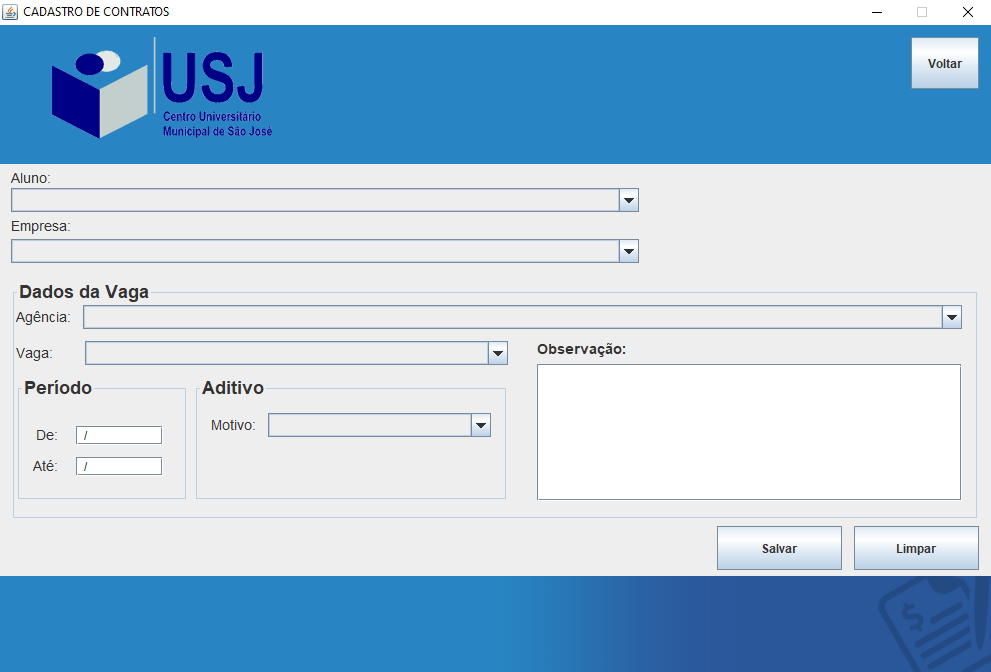 CADASTRO DE CONTRATOS
USJ
Centro Universitário
Municipal de São José
Voltar
Aluno:
Empresa:
Dados da Vaga
Agência:
Vaga:
Observação:
Período
Aditivo
Motivo:
De: /
Até: /
Salvar
Limpar
$